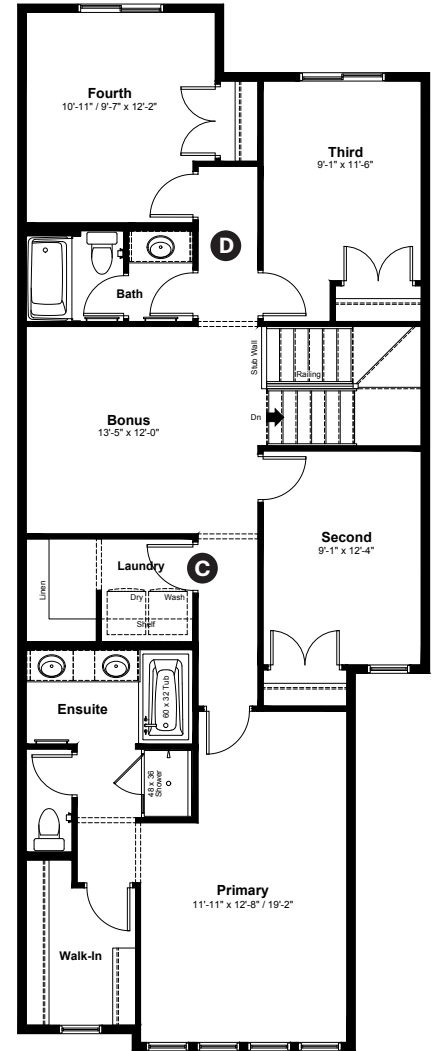 Fourth
10'-11" / 9'-7" x 12'-2"
Third
9'-1" x 11'-6"
D
Bath
Stub Wall
Railing
Dn
Bonus
13'-5" x 12'-0"
Second
9'-1" x 12'-4"
Laundry
C
Linen
Dry
Wash
Shelf
Ensuite
60 x 32 Tub
48 x 36
Shower
Primary
11'-11" x 12'-8" / 19'-2"
Walk-In